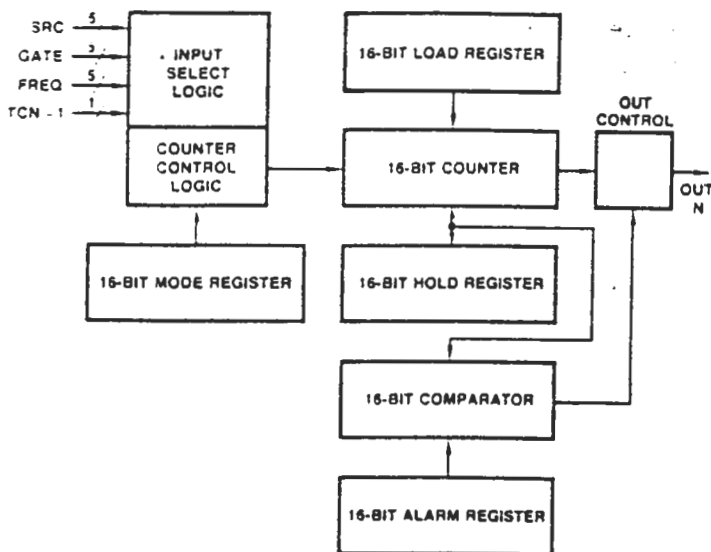 SRC 5
GATE 5
FREQ 5
TCN - 1 1
INPUT
SELECT
LOGIC
COUNTER
CONTROL
LOGIC
16-BIT MODE REGISTER
16-BIT LOAD REGISTER
16-BIT COUNTER
16-BIT HOLD REGISTER
16-BIT COMPARATOR
16-BIT ALARM REGISTER
OUT
CONTROL
OUT
N